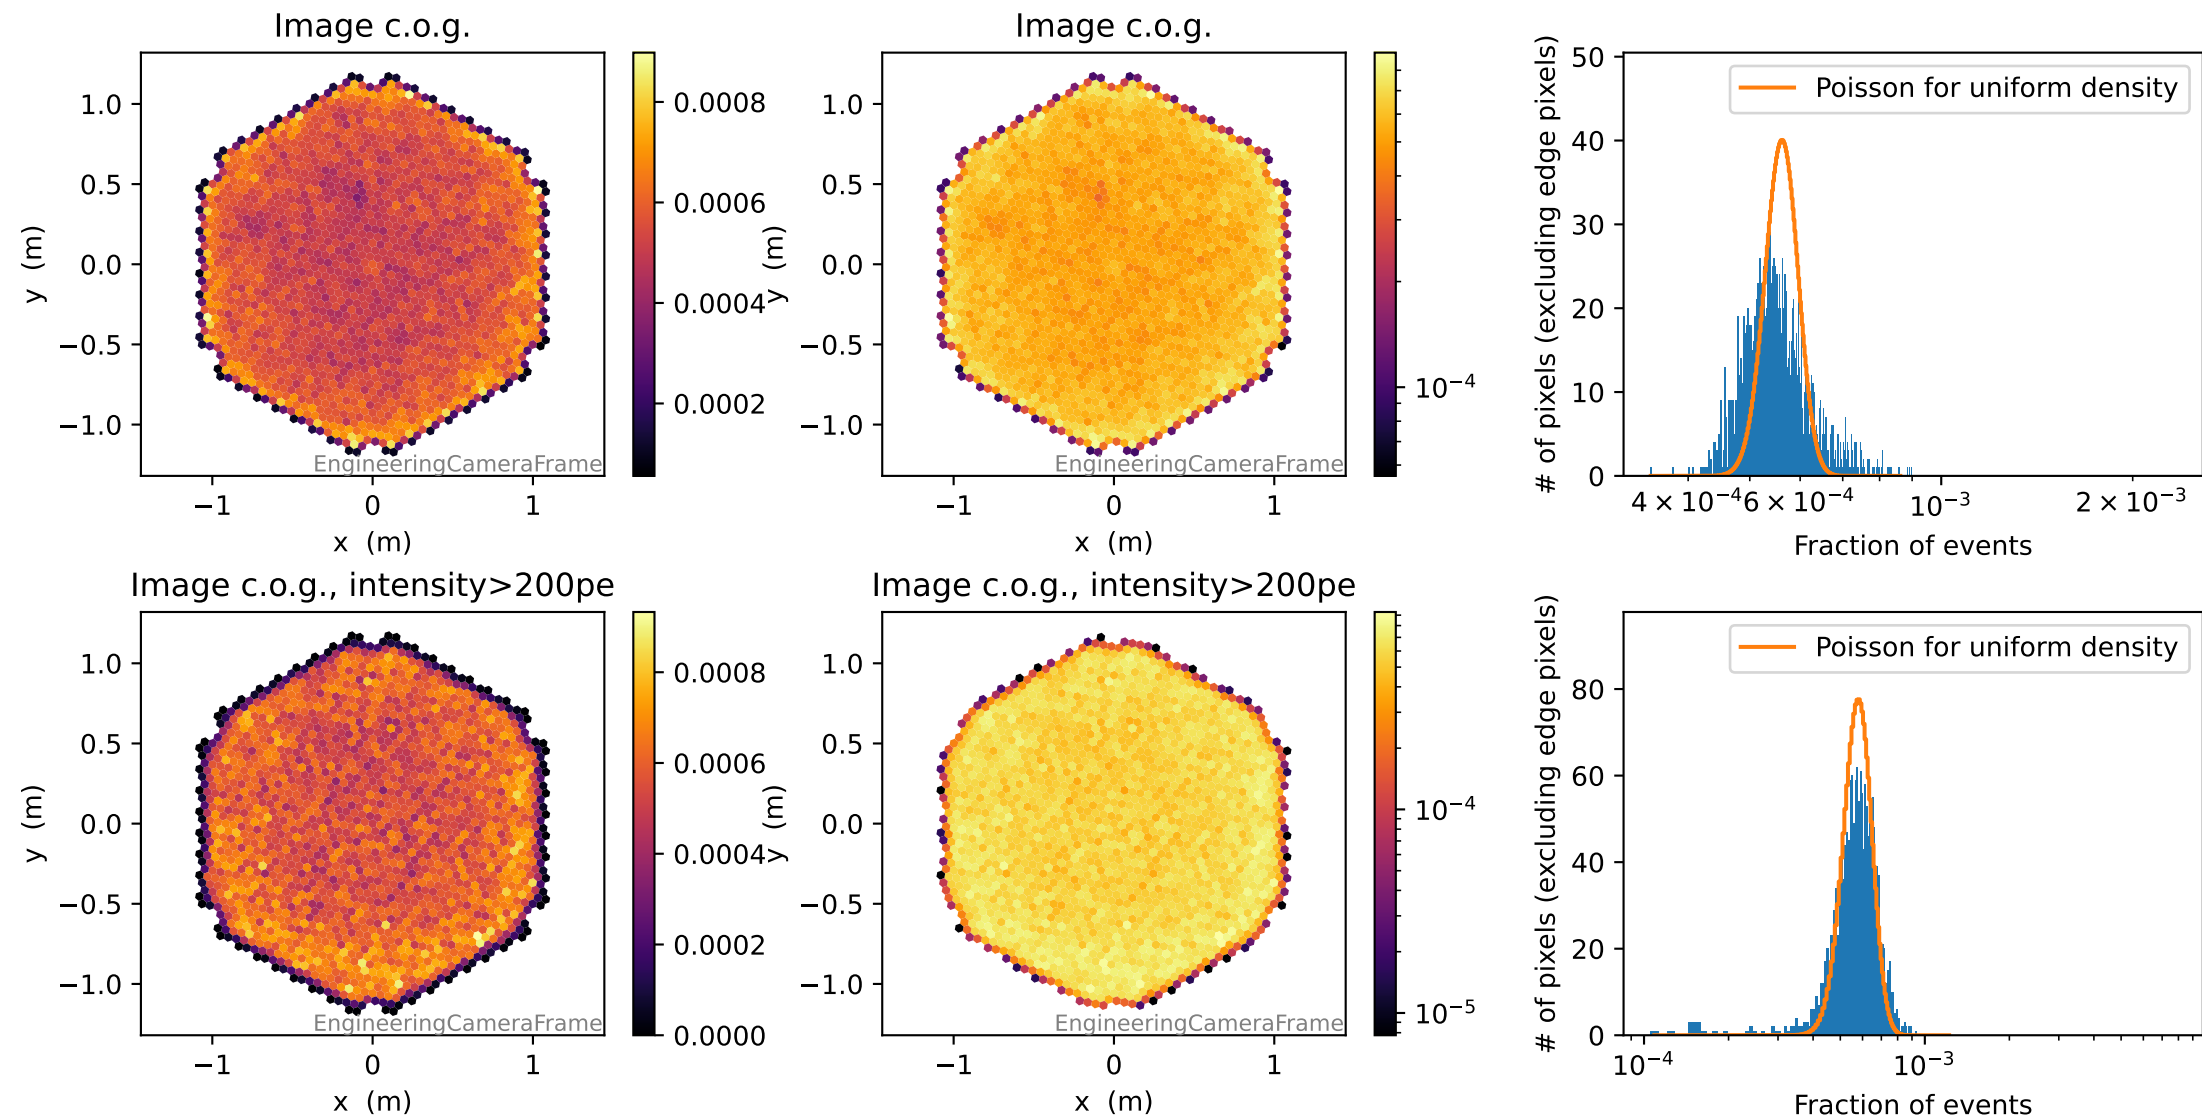 Image c.o.g.
1.0
0.5
0.0
−0.5
−1.0
y (m)
−1
0
1
x (m)
EngineeringCameraFrame
0.0008
0.0006
0.0004
0.0002
Image c.o.g.
1.0
0.5
0.0
−0.5
−1.0
y (m)
−1
0
1
x (m)
EngineeringCameraFrame
10⁻⁴
Poisson for uniform density
# of pixels (excluding edge pixels)
50
40
30
20
10
0
4 × 10⁻⁴
6 × 10⁻⁴
10⁻³
2 × 10⁻³
Fraction of events
Image c.o.g., intensity>200pe
1.0
0.5
0.0
−0.5
−1.0
y (m)
−1
0
1
x (m)
EngineeringCameraFrame
0.0008
0.0006
0.0004
0.0002
0.0000
Image c.o.g., intensity>200pe
1.0
0.5
0.0
−0.5
−1.0
y (m)
−1
0
1
x (m)
EngineeringCameraFrame
10⁻⁴
10⁻⁵
Poisson for uniform density
# of pixels (excluding edge pixels)
80
60
40
20
0
10⁻⁴
10⁻³
Fraction of events